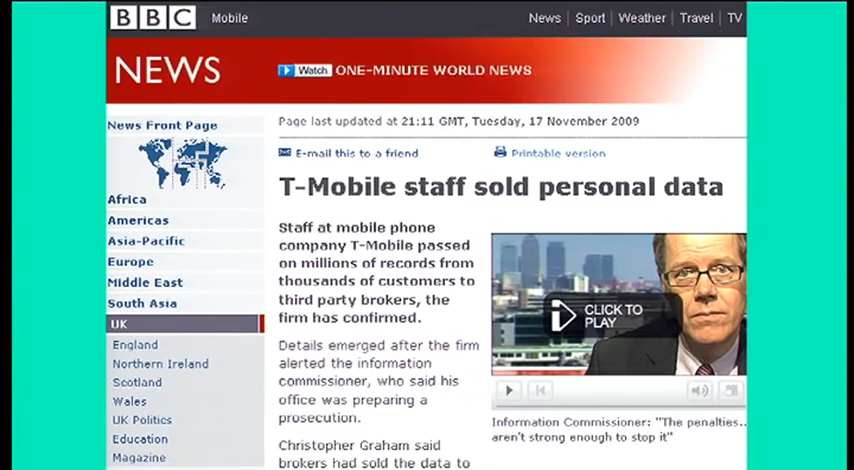 BBC Mobile News Sport Weather Travel TV
NEWS
Watch ONE-MINUTE WORLD NEWS
Page last updated at 21:11 GMT, Tuesday, 17 November 2009
E-mail this to a friend Printable version
News Front Page
Africa
Americas
Asia-Pacific
Europe
Middle East
South Asia
UK
England
Northern Ireland
Scotland
Wales
UK Politics
Education
Magazine
T-Mobile staff sold personal data
Staff at mobile phone
company T-Mobile passed
on millions of records from
thousands of customers to
third party brokers, the
firm has confirmed.
Details emerged after the firm
alerted the information
commissioner, who said his
office was preparing a
prosecution.
Christopher Graham said
brokers had sold the data to
CLICK TO
PLAY
Information Commissioner: "The penalties...
aren't strong enough to stop it"